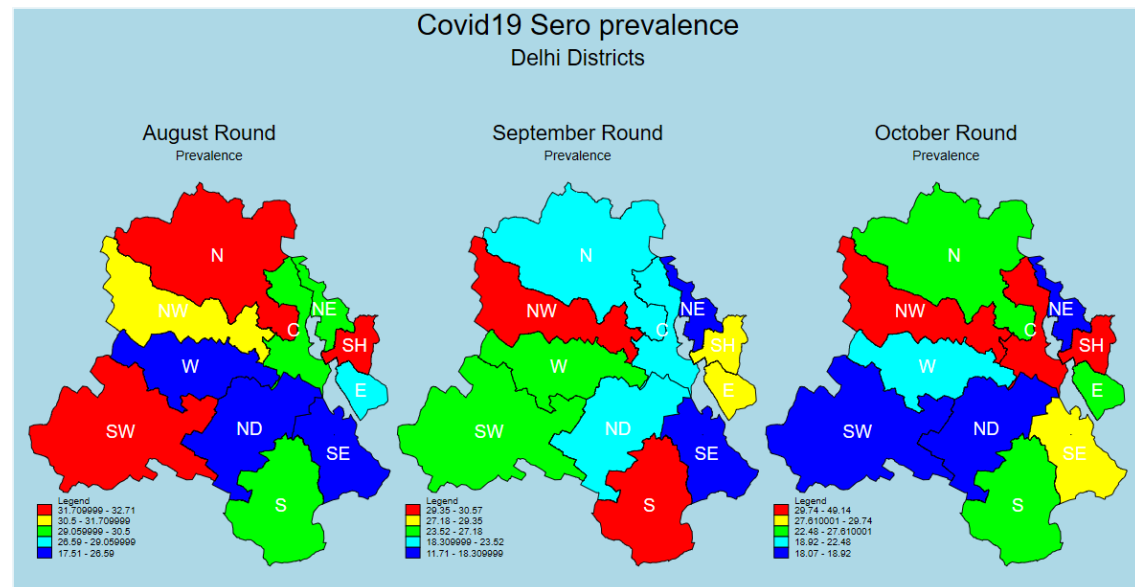 Covid19 Sero prevalence
Delhi Districts
August Round
Prevalence
N
NW
NE
C
SH
W
E
SW
ND
SE
S
Legend
31.709999 - 32.71
30.5 - 31.709999
29.059999 - 30.5
26.59 - 29.059999
17.51 - 26.59
September Round
Prevalence
N
NW
NE
C
SH
W
E
SW
ND
SE
S
Legend
29.35 - 30.57
27.18 - 29.35
23.52 - 27.18
18.309999 - 23.52
11.71 - 18.309999
October Round
Prevalence
N
NW
NE
C
SH
W
E
SW
ND
SE
S
Legend
29.74 - 49.14
27.610001 - 29.74
22.48 - 27.610001
18.92 - 22.48
18.07 - 18.92